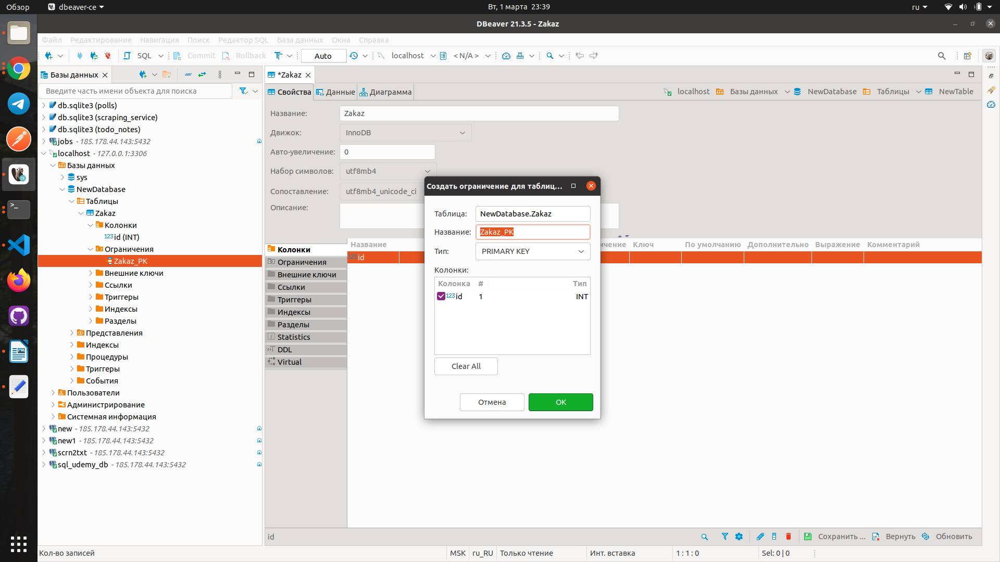 Обзор
dbeaver-ce
Вт, 1 марта 23:39
ru
DBeaver 21.3.5 - Zakaz
Файл Редактирование Навигация Поиск Редактор SQL База данных Окна Справка
SQL Commit Rollback Auto localhost < N/A >
Базы данных
*Zakaz
Введите часть имени объекта для поиска
Свойства Данные Диаграмма
localhost Базы данных NewDatabase Таблицы NewTable
db.sqlite3 (polls)
db.sqlite3 (scraping_service)
db.sqlite3 (todo_notes)
jobs - 185.178.44.143:5432
localhost - 127.0.0.1:3306
Базы данных
sys
NewDatabase
Таблицы
Zakaz
Колонки
123 id (INT)
Ограничения
Zakaz_PK
Внешние ключи
Ссылки
Триггеры
Индексы
Разделы
Представления
Индексы
Процедуры
Триггеры
События
Пользователи
Администрирование
Системная информация
new - 185.178.44.143:5432
new1 - 185.178.44.143:5432
scrn2txt - 185.178.44.143:5432
sql_udemy_db - 185.178.44.143:5432
Название: Zakaz
Движок: InnoDB
Авто-увеличение: 0
Набор символов: utf8mb4
Сопоставление: utf8mb4_unicode_ci
Описание:
Колонки
Ограничения
Внешние ключи
Ссылки
Триггеры
Индексы
Разделы
Statistics
DDL
Virtual
Название ичение Ключ По умолчанию Дополнительно Выражение Комментарий
123 id
Создать ограничение для таблиц...
Таблица: NewDatabase.Zakaz
Название: Zakaz_PK
Тип: PRIMARY KEY
Колонки:
Колонка # Тип
123 id 1 INT
Clear All
Отмена OK
id
Сохранить ... Вернуть Обновить
Кол-во записей
MSK ru_RU Только чтение Инт. вставка 1 : 1 : 0 Sel: 0 | 0